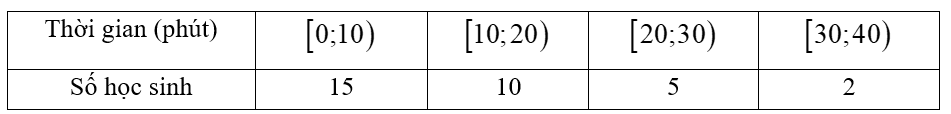 Thời gian (phút) [0;10) [10;20) [20;30) [30;40)
Số học sinh 15 10 5 2